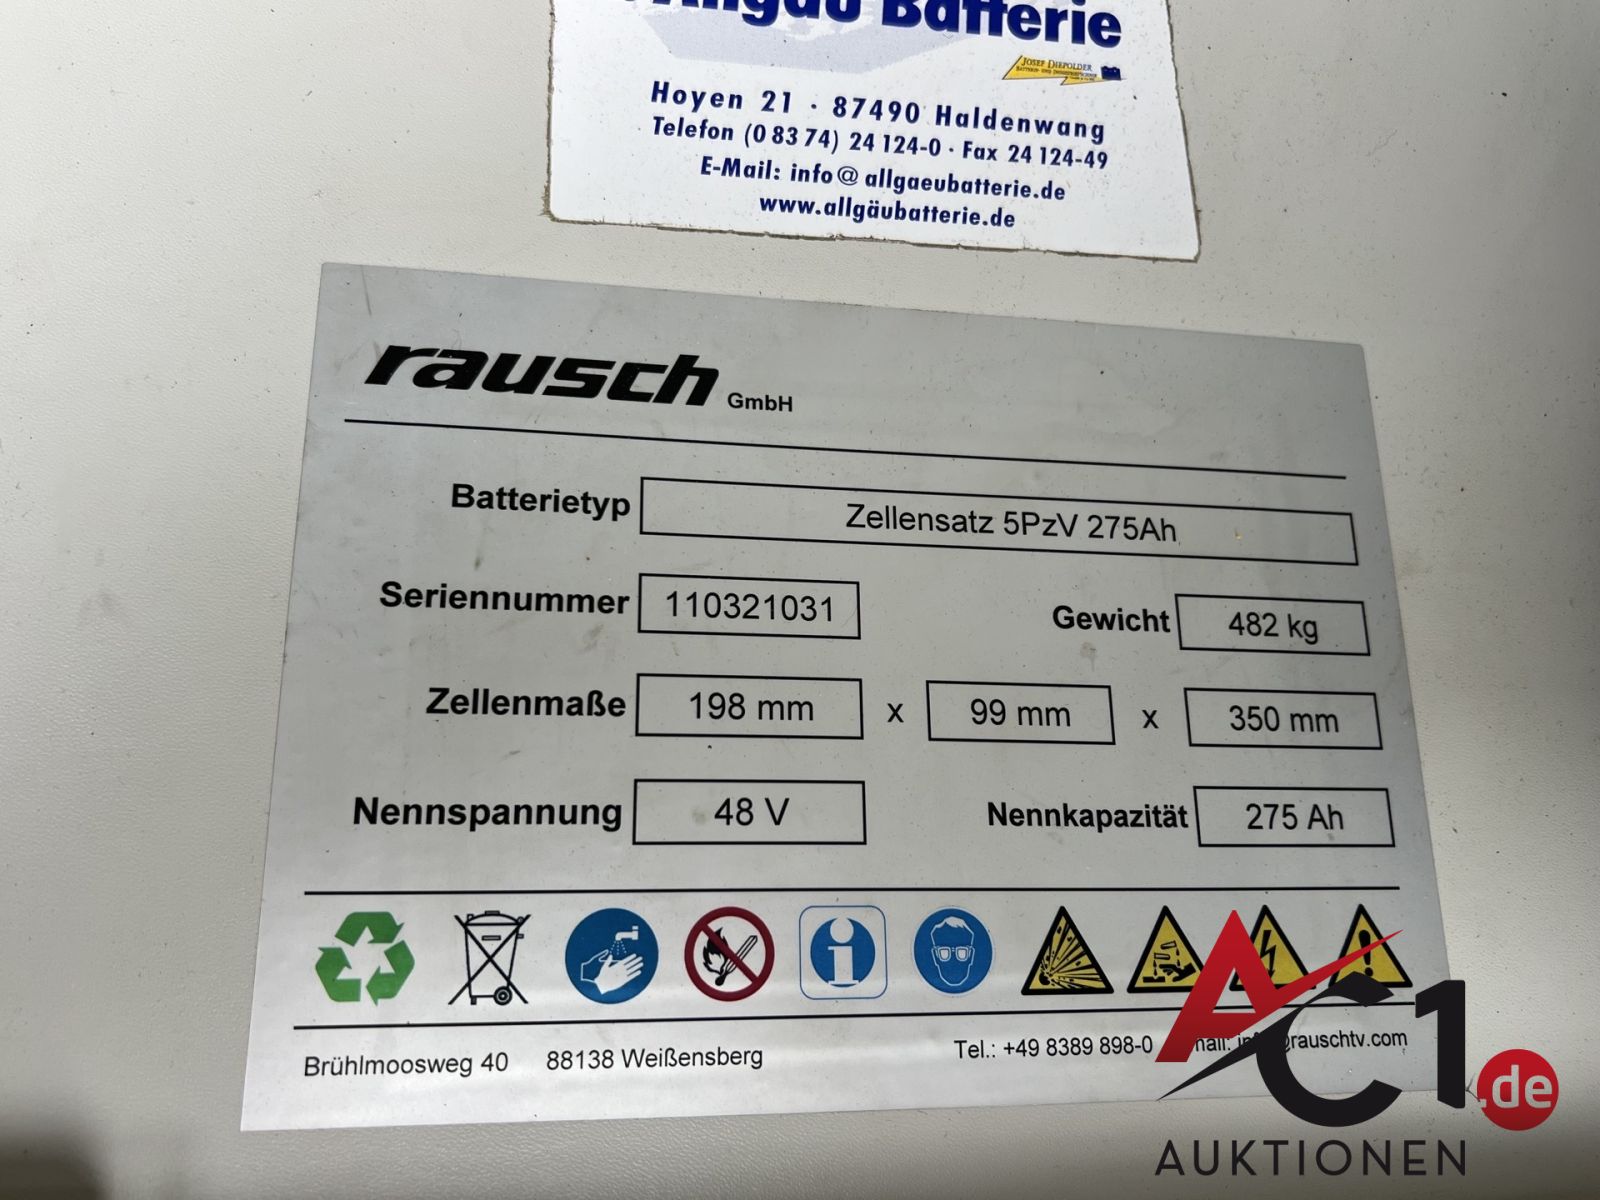 Allgäu Batterie
JOSEF DIEPOLDER
Hoyen 21 · 87490 Haldenwang
Telefon (0 83 74) 24 124-0 · Fax 24 124-49
E-Mail: info@allgaeubatterie.de
www.allgäubatterie.de
rausch GmbH
Batterietyp Zellensatz 5PzV 275Ah
Seriennummer 110321031 Gewicht 482 kg
Zellenmaße 198 mm x 99 mm x 350 mm
Nennspannung 48 V Nennkapazität 275 Ah
Brühlmoosweg 40 88138 Weißensberg Tel.: +49 8389 898-0 rauschtv.com
AC1.de
AUKTIONEN